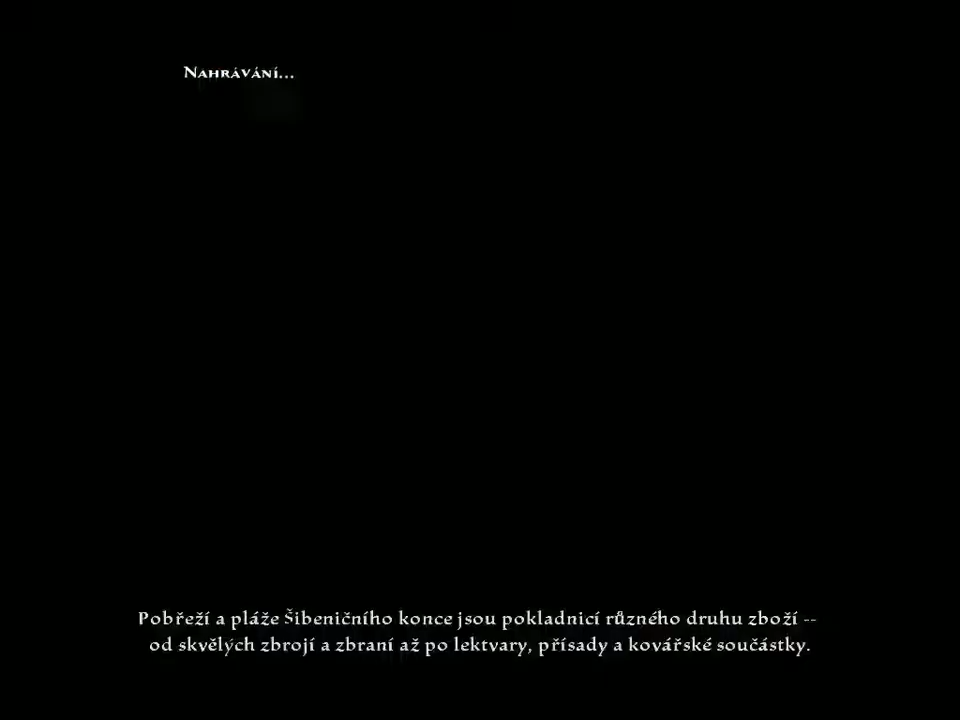 Nahrávání...
Pobřeží a pláže Šibeničního konce jsou pokladnicí různého druhu zboží --
od skvělých zbrojí a zbraní až po lektvary, přísady a kovářské součástky.